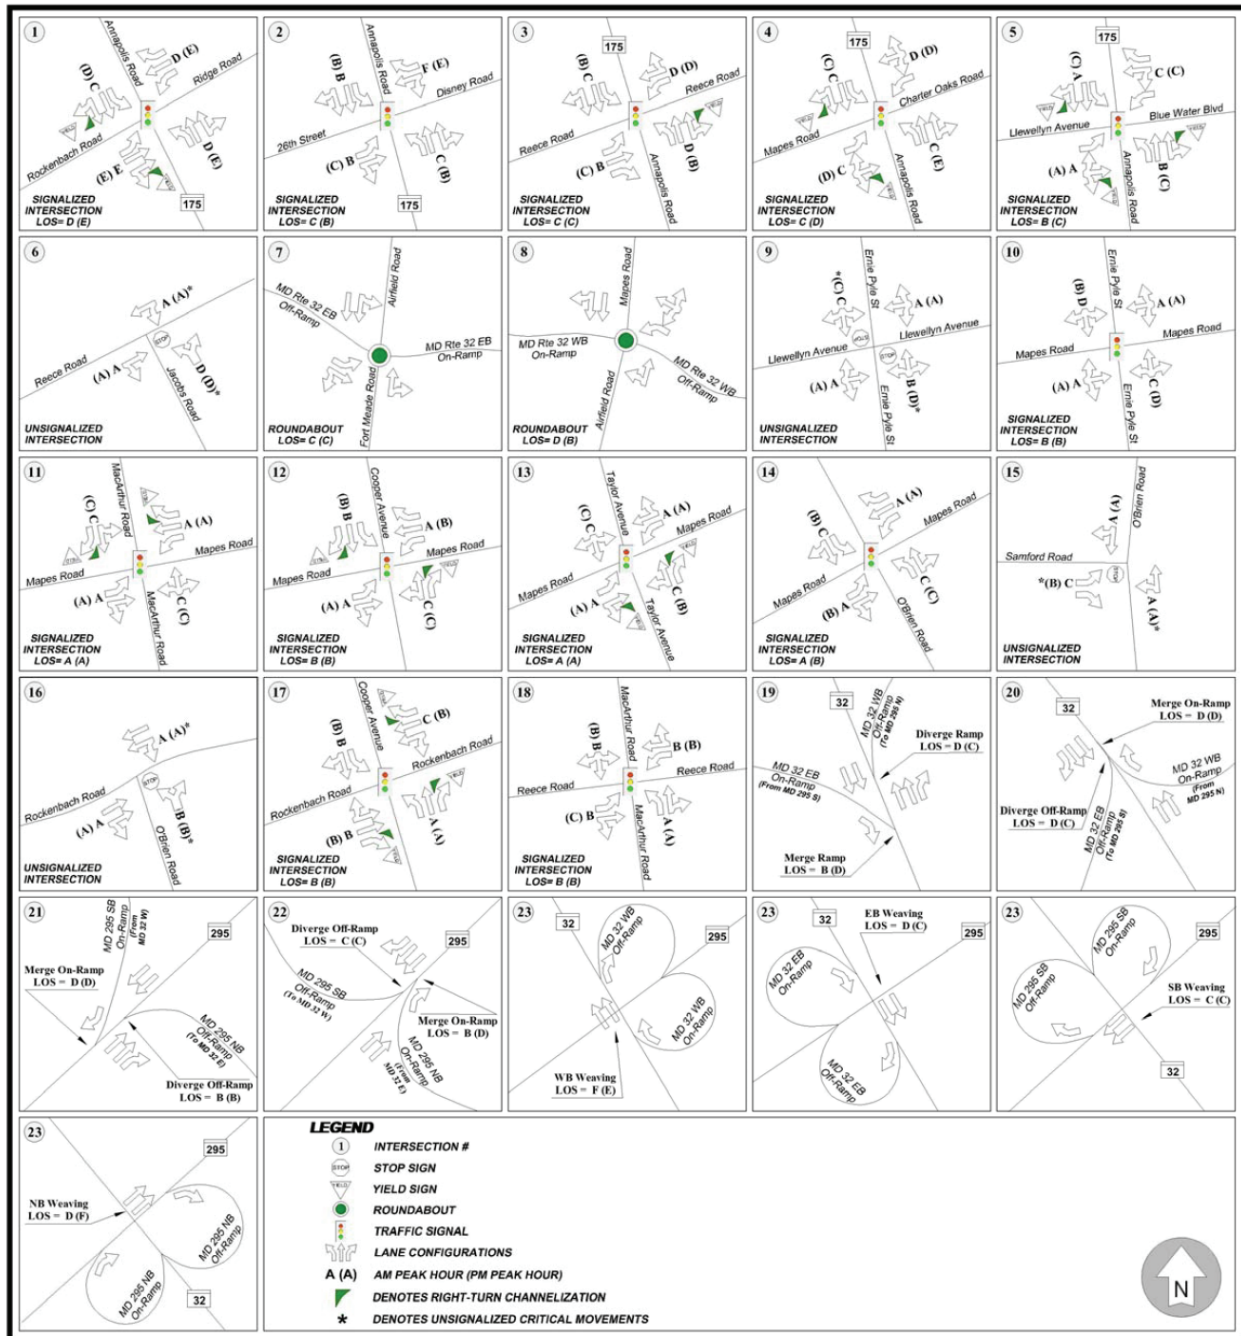 1
Annapolis Road
D (E)
Ridge Road
(D) C
YIELD
Rockenbach Road
D (E)
(E) E
YIELD
175
SIGNALIZED
INTERSECTION
LOS= D (E)
2
Annapolis Road
F (E)
(B) B
Disney Road
26th Street
(C) B
C (B)
175
SIGNALIZED
INTERSECTION
LOS= C (B)
3
175
(B) C
D (D)
Reece Road
YIELD
Reece Road
D (B)
(C) B
Annapolis Road
SIGNALIZED
INTERSECTION
LOS= C (C)
4
175
D (D)
(C) C
Charter Oaks Road
YIELD
Mapes Road
C (E)
(D) C
YIELD
Annapolis Road
SIGNALIZED
INTERSECTION
LOS= C (D)
5
175
(C) A
C (C)
YIELD
Blue Water Blvd
Llewellyn Avenue
YIELD
B (C)
(A) A
YIELD
Annapolis Road
SIGNALIZED
INTERSECTION
LOS= B (C)
6
A (A)*
STOP
Reece Road
D (D)*
(A) A
Jacobs Road
UNSIGNALIZED
INTERSECTION
7
Airfield Road
MD Rte 32 EB
Off-Ramp
MD Rte 32 EB
On-Ramp
Fort Meade Road
ROUNDABOUT
LOS= C (C)
8
Mapes Road
MD Rte 32 WB
On-Ramp
MD Rte 32 WB
Off-Ramp
Airfield Road
ROUNDABOUT
LOS= D (B)
9
Ernie Pyle St
*(C) C
A (A)
Llewellyn Avenue
STOP
Llewellyn Avenue
STOP
(A) A
B (D)*
Ernie Pyle St
UNSIGNALIZED
INTERSECTION
10
Ernie Pyle St
(B) D
A (A)
Mapes Road
Mapes Road
(A) A
C (D)
Ernie Pyle St
SIGNALIZED
INTERSECTION
LOS= B (B)
11
MacArthur Road
(C) C
A (A)
Mapes Road
Mapes Road
(A) A
C (C)
MacArthur Road
SIGNALIZED
INTERSECTION
LOS= A (A)
12
Cooper Avenue
(B) B
A (B)
Mapes Road
Mapes Road
YIELD
(A) A
C (C)
SIGNALIZED
INTERSECTION
LOS= B (B)
13
Taylor Avenue
(C) C
A (A)
Mapes Road
YIELD
Mapes Road
C (B)
(A) A
YIELD
Taylor Avenue
SIGNALIZED
INTERSECTION
LOS= A (A)
14
A (A)
(B) C
Mapes Road
Mapes Road
C (C)
(B) A
O'Brien Road
SIGNALIZED
INTERSECTION
LOS= A (B)
15
O'Brien Road
A (A)
Samford Road
*(B) C
STOP
A (A)*
UNSIGNALIZED
INTERSECTION
16
A (A)*
STOP
Rockenbach Road
(A) A
B (B)*
O'Brien Road
UNSIGNALIZED
INTERSECTION
17
Cooper Avenue
C (B)
(B) B
Rockenbach Road
YIELD
Rockenbach Road
A (A)
(B) B
YIELD
SIGNALIZED
INTERSECTION
LOS= B (B)
18
MacArthur Road
(B) B
B (B)
Reece Road
Reece Road
(C) B
A (A)
MacArthur Road
SIGNALIZED
INTERSECTION
LOS= B (B)
19
32
MD 32 WB
Off-Ramp
(To MD 295 N)
Diverge Ramp
LOS = D (C)
MD 32 EB
On-Ramp
(From MD 295 S)
Merge Ramp
LOS = B (D)
20
Merge On-Ramp
LOS = D (D)
32
MD 32 WB
On-Ramp
(From
MD 295 N)
Diverge Off-Ramp
LOS = D (C)
MD 32 EB
Off-Ramp
(To MD 295 S)
21
MD 295 SB
On-Ramp
(From
MD 32 W)
295
Merge On-Ramp
LOS = D (D)
MD 295 NB
Off-Ramp
(To MD 32 E)
Diverge Off-Ramp
LOS = B (B)
22
Diverge Off-Ramp
LOS = C (C)
295
MD 295 SB
Off-Ramp
(To MD 32 W)
Merge On-Ramp
LOS = B (D)
MD 295 NB
On-Ramp
(From
MD 32 E)
23
32
MD 32 WB
Off-Ramp
295
MD 32 WB
On-Ramp
WB Weaving
LOS = F (E)
23
32
EB Weaving
LOS = D (C)
295
MD 32 EB
On-Ramp
MD 32 EB
Off-Ramp
23
MD 295 SB
On-Ramp
295
MD 295 SB
Off-Ramp
SB Weaving
LOS = C (C)
32
23
295
NB Weaving
LOS = D (F)
MD 295 NB
Off-Ramp
MD 295 NB
On-Ramp
32
LEGEND
1 INTERSECTION #
STOP STOP SIGN
YIELD YIELD SIGN
ROUNDABOUT
TRAFFIC SIGNAL
LANE CONFIGURATIONS
A (A) AM PEAK HOUR (PM PEAK HOUR)
DENOTES RIGHT-TURN CHANNELIZATION
* DENOTES UNSIGNALIZED CRITICAL MOVEMENTS
N